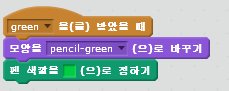 green 을(를) 받았을 때
모양을 pencil-green (으)로 바꾸기
펜 색깔을 (으)로 정하기